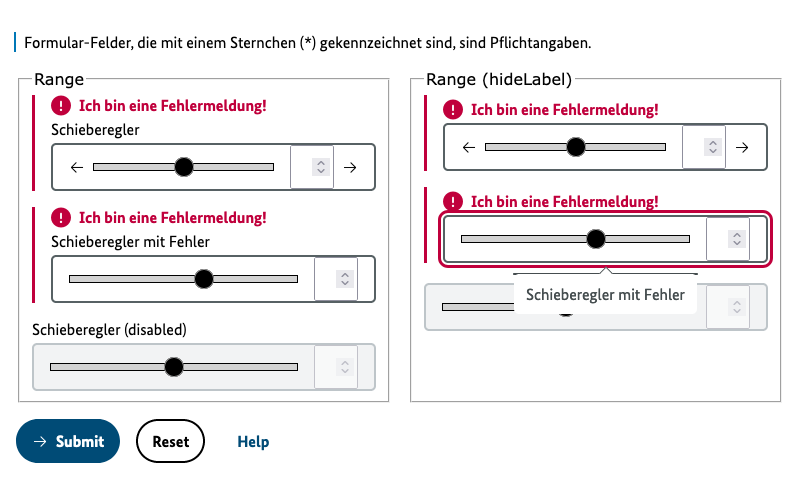 Formular-Felder, die mit einem Sternchen (*) gekennzeichnet sind, sind Pflichtangaben.
Range
Ich bin eine Fehlermeldung!
Schieberegler
Ich bin eine Fehlermeldung!
Schieberegler mit Fehler
Schieberegler (disabled)
Range (hideLabel)
Ich bin eine Fehlermeldung!
Ich bin eine Fehlermeldung!
Schieberegler mit Fehler
Submit
Reset
Help